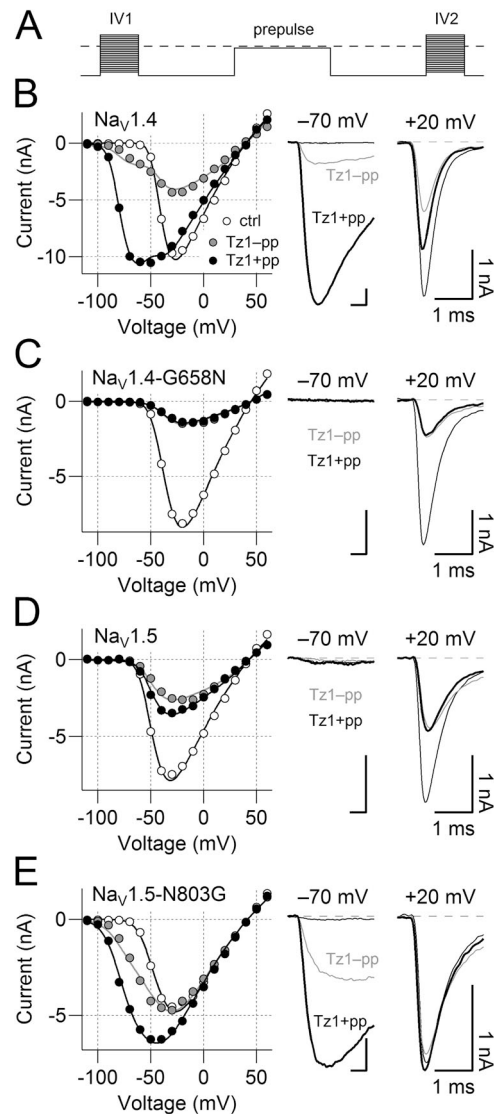 A
IV1
prepulse
IV2
B
NaV1.4
–70 mV
+20 mV
Current (nA)
0
-5
-10
ctrl
Tz1–pp
Tz1+pp
Tz1–pp
Tz1+pp
1 nA
1 ms
-100
-50
0
50
Voltage (mV)
C
NaV1.4-G658N
–70 mV
+20 mV
Current (nA)
0
-5
Tz1–pp
Tz1+pp
1 nA
1 ms
-100
-50
0
50
Voltage (mV)
D
NaV1.5
–70 mV
+20 mV
Current (nA)
0
-5
Tz1–pp
Tz1+pp
1 nA
1 ms
-100
-50
0
50
Voltage (mV)
E
NaV1.5-N803G
–70 mV
+20 mV
Current (nA)
0
-5
Tz1–pp
Tz1+pp
1 nA
1 ms
-100
-50
0
50
Voltage (mV)